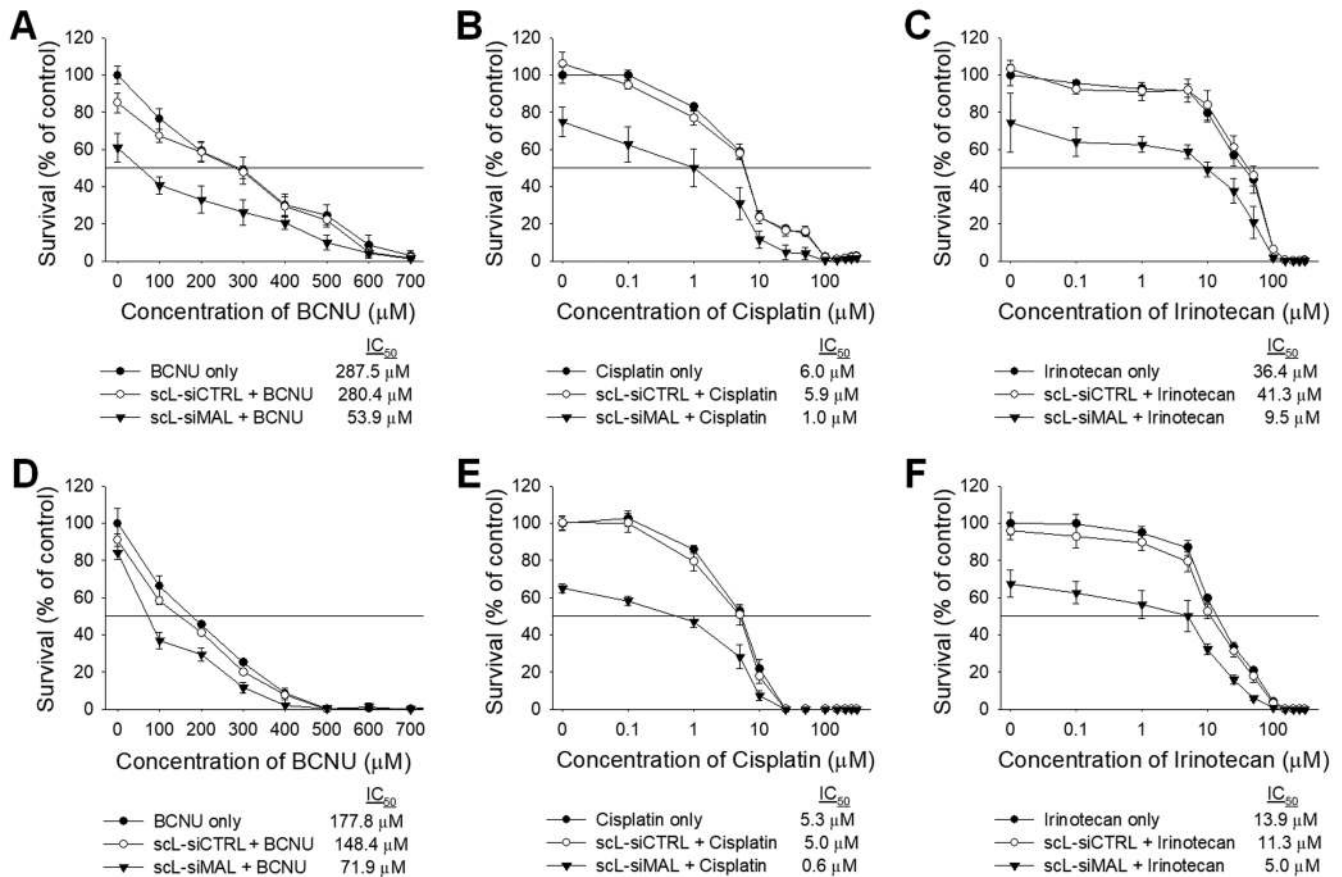 A
Survival (% of control)
120
100
80
60
40
20
0
0 100 200 300 400 500 600 700
Concentration of BCNU (μM)
IC50
BCNU only 287.5 μM
scL-siCTRL + BCNU 280.4 μM
scL-siMAL + BCNU 53.9 μM
B
Survival (% of control)
120
100
80
60
40
20
0
0 0.1 1 10 100
Concentration of Cisplatin (μM)
IC50
Cisplatin only 6.0 μM
scL-siCTRL + Cisplatin 5.9 μM
scL-siMAL + Cisplatin 1.0 μM
C
Survival (% of control)
120
100
80
60
40
20
0
0 0.1 1 10 100
Concentration of Irinotecan (μM)
IC50
Irinotecan only 36.4 μM
scL-siCTRL + Irinotecan 41.3 μM
scL-siMAL + Irinotecan 9.5 μM
D
Survival (% of control)
120
100
80
60
40
20
0
0 100 200 300 400 500 600 700
Concentration of BCNU (μM)
IC50
BCNU only 177.8 μM
scL-siCTRL + BCNU 148.4 μM
scL-siMAL + BCNU 71.9 μM
E
Survival (% of control)
120
100
80
60
40
20
0
0 0.1 1 10 100
Concentration of Cisplatin (μM)
IC50
Cisplatin only 5.3 μM
scL-siCTRL + Cisplatin 5.0 μM
scL-siMAL + Cisplatin 0.6 μM
F
Survival (% of control)
120
100
80
60
40
20
0
0 0.1 1 10 100
Concentration of Irinotecan (μM)
IC50
Irinotecan only 13.9 μM
scL-siCTRL + Irinotecan 11.3 μM
scL-siMAL + Irinotecan 5.0 μM